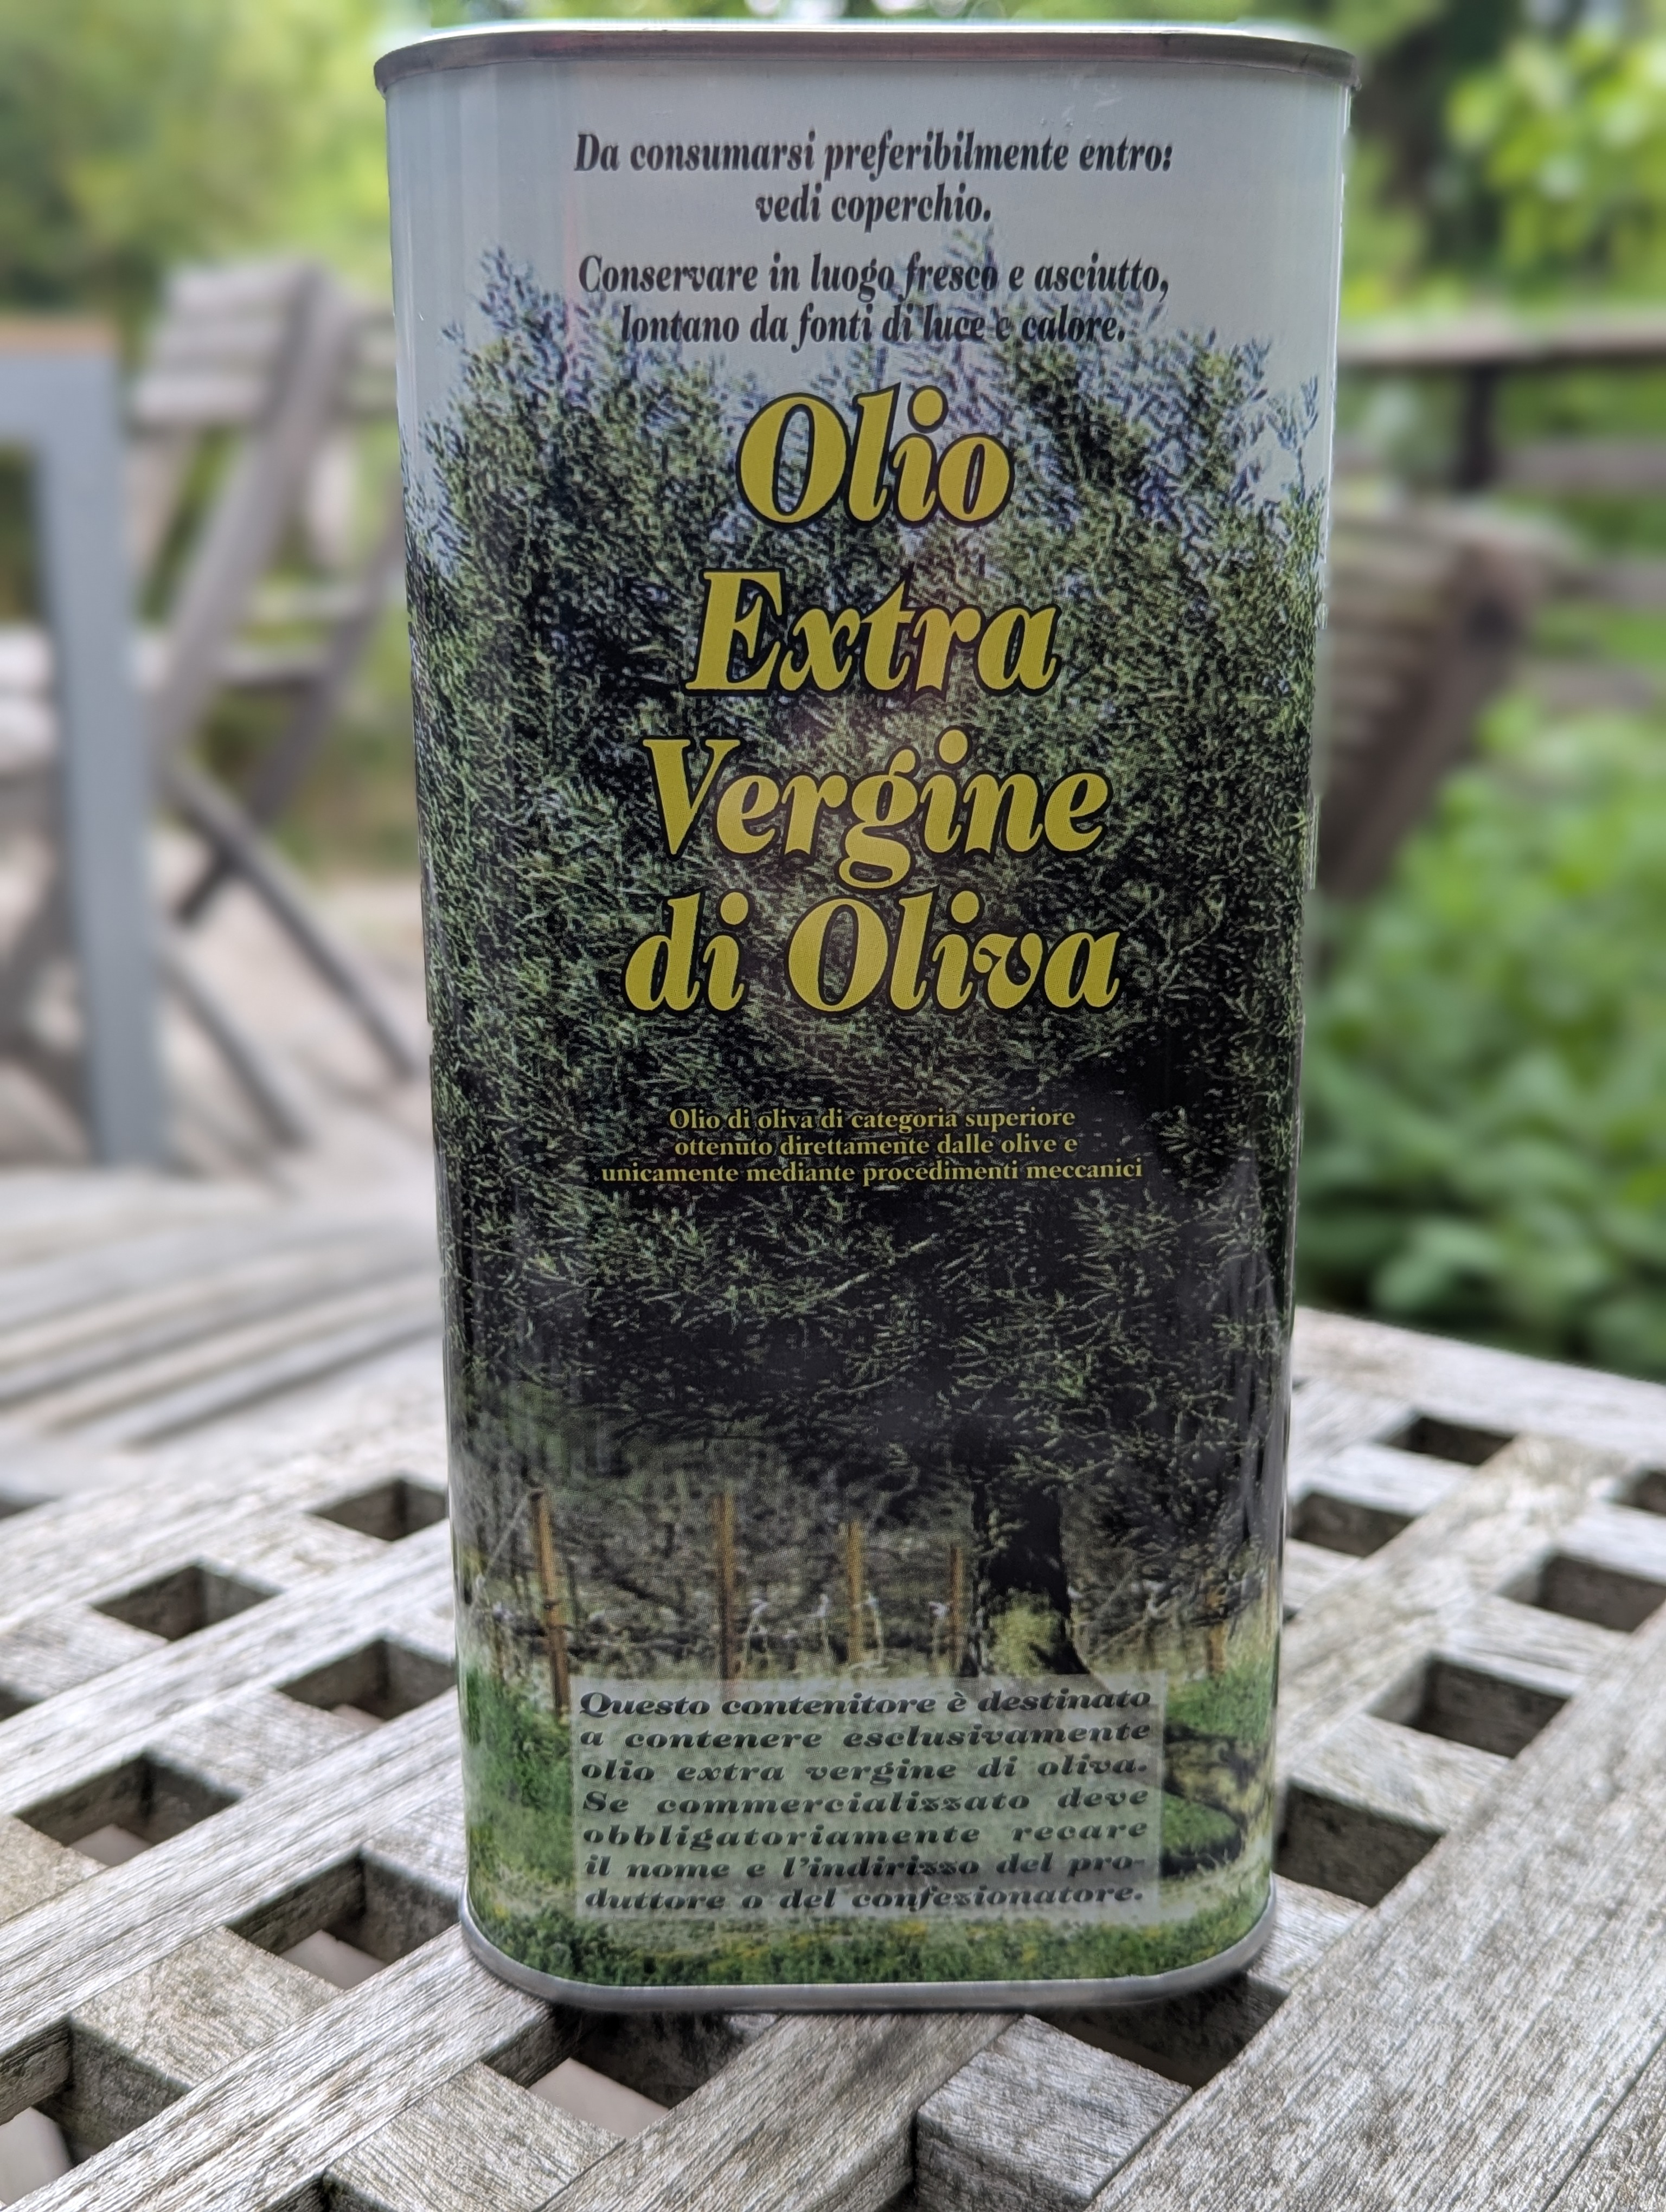 Da consumarsi preferibilmente entro:
vedi coperchio.
Conservare in luogo fresco e asciutto,
lontano da fonti di luce e calore.
Olio
Extra
Vergine
di Oliva
Olio di oliva di categoria superiore
ottenuto direttamente dalle olive e
unicamente mediante procedimenti meccanici
Questo contenitore è destinato
a contenere esclusivamente
olio extra vergine di oliva.
Se commercializzato deve
obbligatoriamente recare
il nome e l'indirizzo del pro-
duttore o del confezionatore.